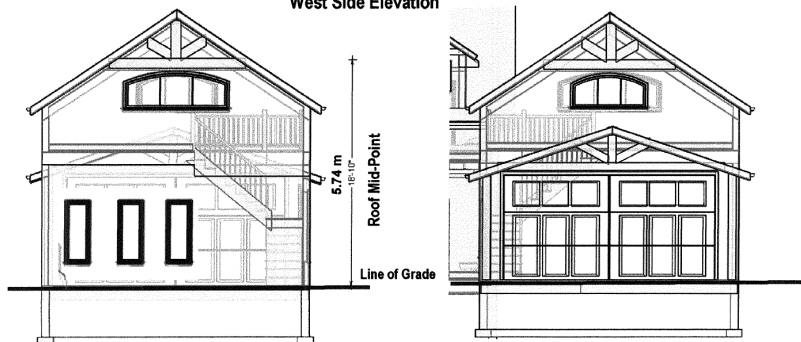 West Side Elevation
5.74 m
18'-10"
Roof Mid-Point
Line of Grade